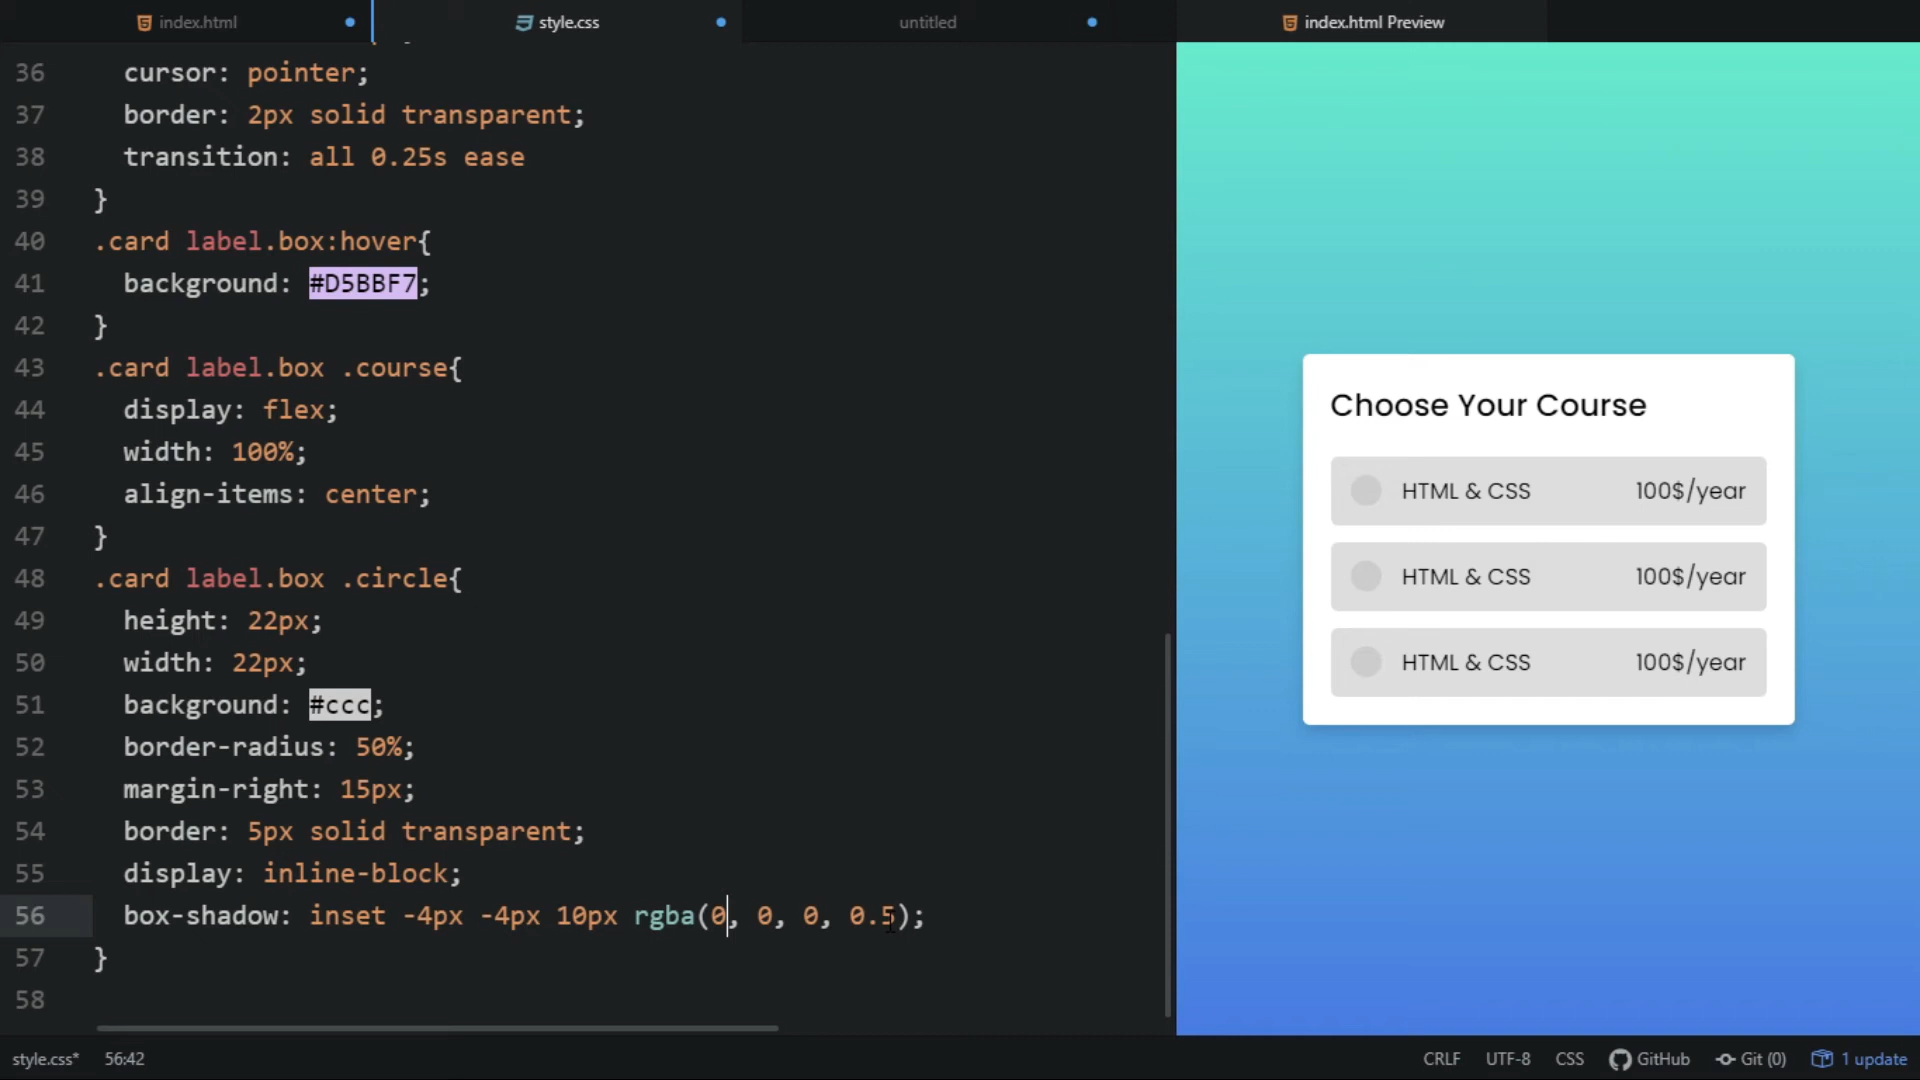 index.html
style.css
untitled
index.html Preview
36 cursor: pointer;
37 border: 2px solid transparent;
38 transition: all 0.25s ease
39 }
40 .card label.box:hover{
41 background: #D5BBF7;
42 }
43 .card label.box .course{
44 display: flex;
45 width: 100%;
46 align-items: center;
47 }
48 .card label.box .circle{
49 height: 22px;
50 width: 22px;
51 background: #ccc;
52 border-radius: 50%;
53 margin-right: 15px;
54 border: 5px solid transparent;
55 display: inline-block;
56 box-shadow: inset -4px -4px 10px rgba(0, 0, 0, 0.5);
57 }
58
Choose Your Course
HTML & CSS 100$/year
HTML & CSS 100$/year
HTML & CSS 100$/year
style.css* 56:42 CRLF UTF-8 CSS GitHub Git (0) 1 update